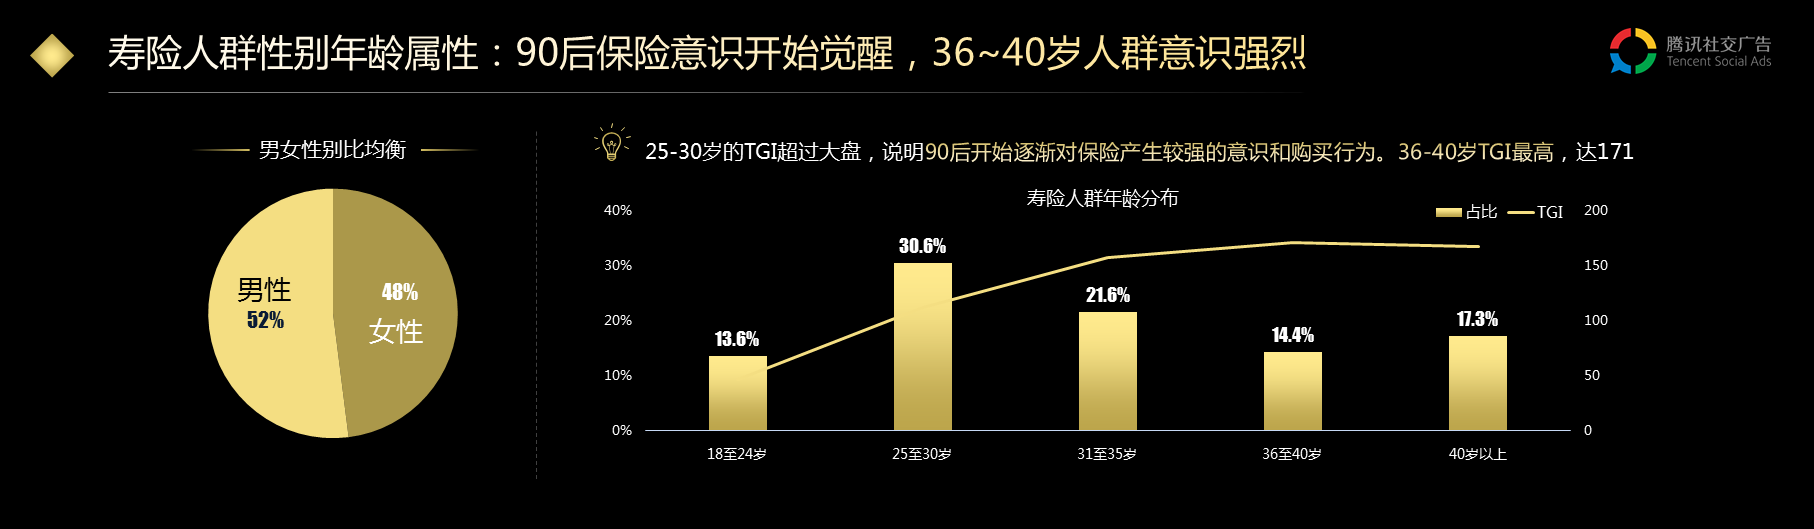 寿险人群性别年龄属性：90后保险意识开始觉醒，36~40岁人群意识强烈
腾讯社交广告
Tencent Social Ads
男女性别比均衡
男性
52%
48%
女性
25-30岁的TGI超过大盘，说明90后开始逐渐对保险产生较强的意识和购买行为。36-40岁TGI最高，达171
寿险人群年龄分布
占比
TGI
40%
30%
20%
10%
0%
200
150
100
50
0
13.6%
30.6%
21.6%
14.4%
17.3%
18至24岁
25至30岁
31至35岁
36至40岁
40岁以上